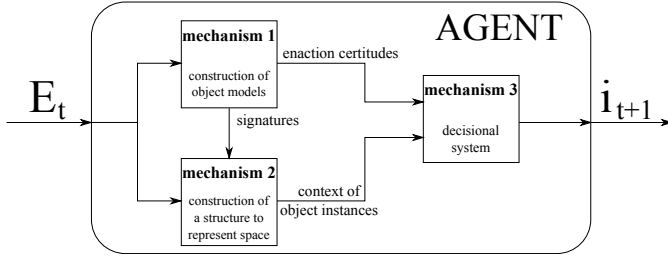 AGENT
E_t
mechanism 1
construction of
object models
enaction certitudes
signatures
mechanism 2
construction of
a structure to
represent space
context of
object instances
mechanism 3
decisional
system
i_{t+1}